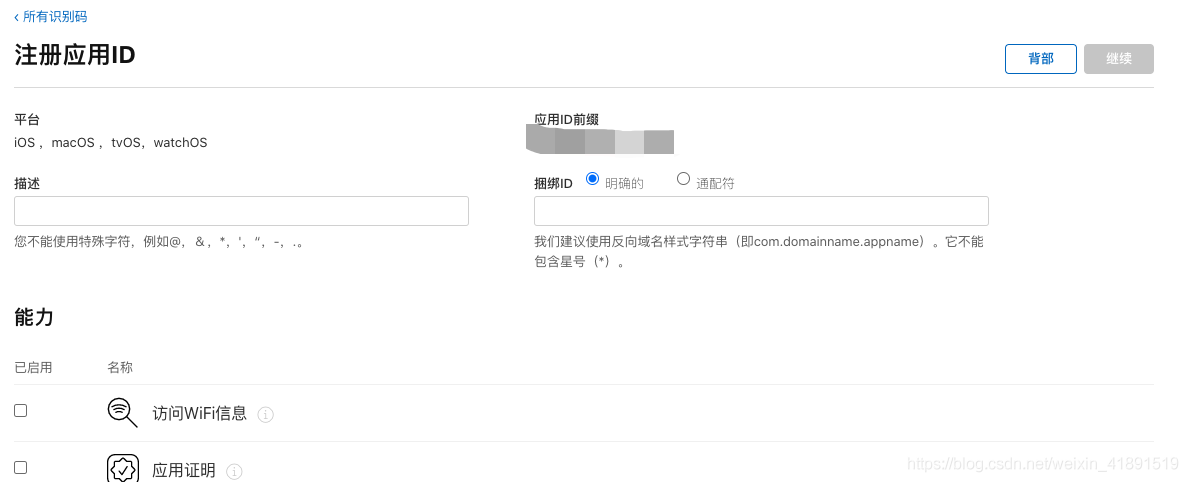 ‹ 所有识别码
注册应用ID
背部
继续
平台
应用ID前缀
iOS ，macOS ，tvOS，watchOS
描述
捆绑ID 明确的 通配符
您不能使用特殊字符，例如@，＆，*，'，”，-，.。
我们建议使用反向域名样式字符串（即com.domainname.appname）。它不能
包含星号（*）。
能力
已启用 名称
访问WiFi信息
应用证明
https://blog.csdn.net/weixin_41891519